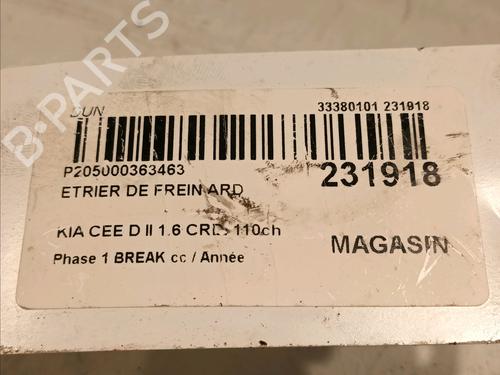 B-PARTS
DUN
33380101 231918
P205000363463
231918
ETRIER DE FREIN ARD
KIA CEE D II 1.6 CRDi 110ch
MAGASIN
Phase 1 BREAK cc / Année